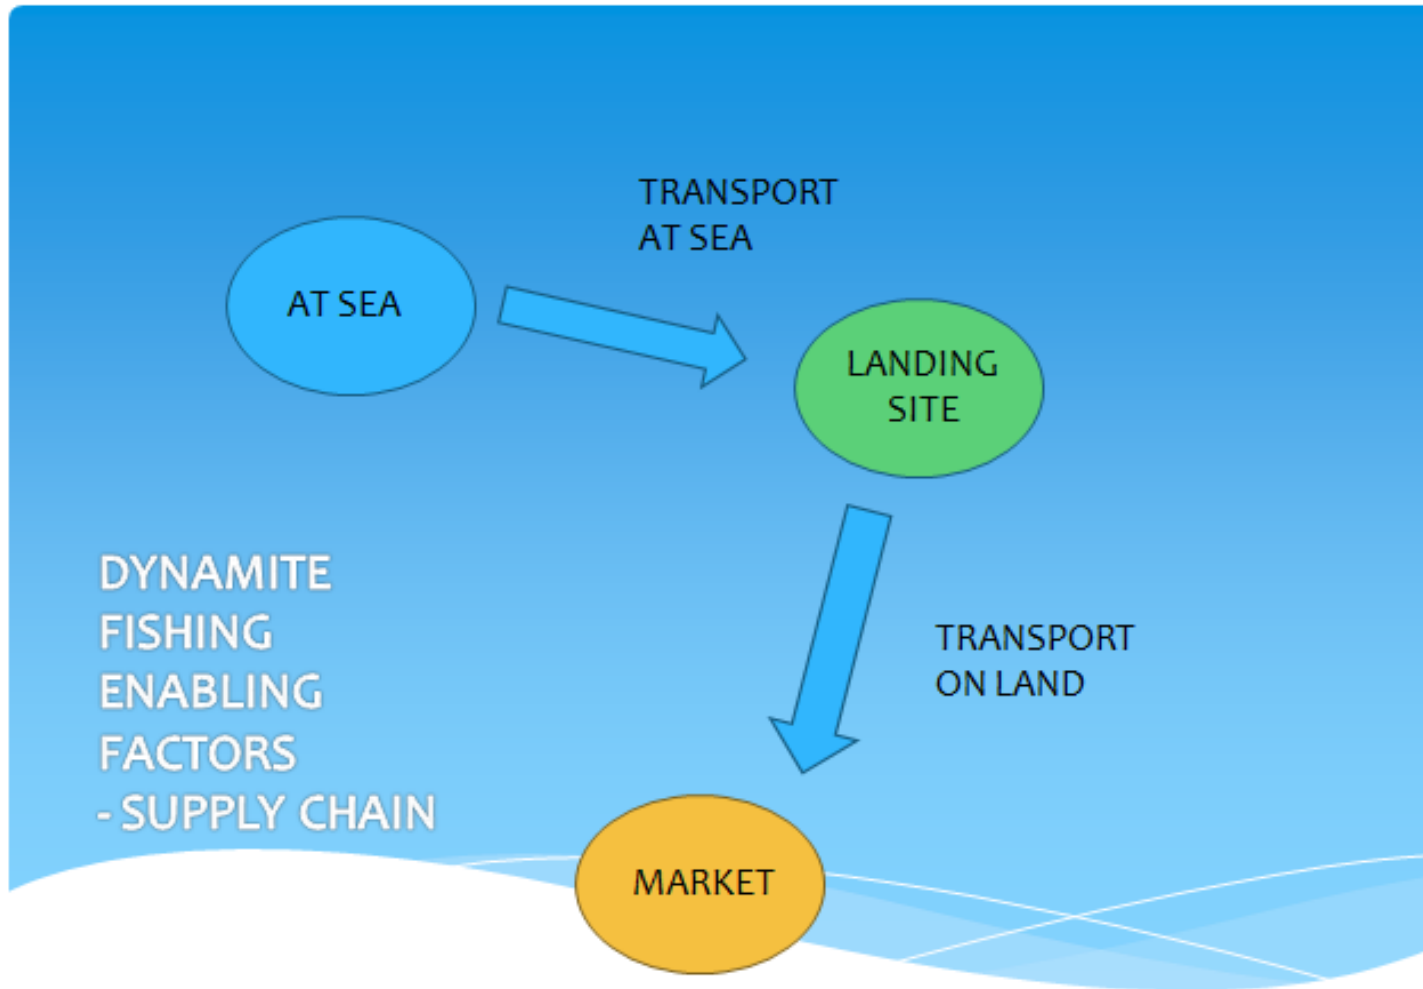 TRANSPORT
AT SEA
AT SEA
LANDING
SITE
DYNAMITE
FISHING
ENABLING
FACTORS
- SUPPLY CHAIN
TRANSPORT
ON LAND
MARKET